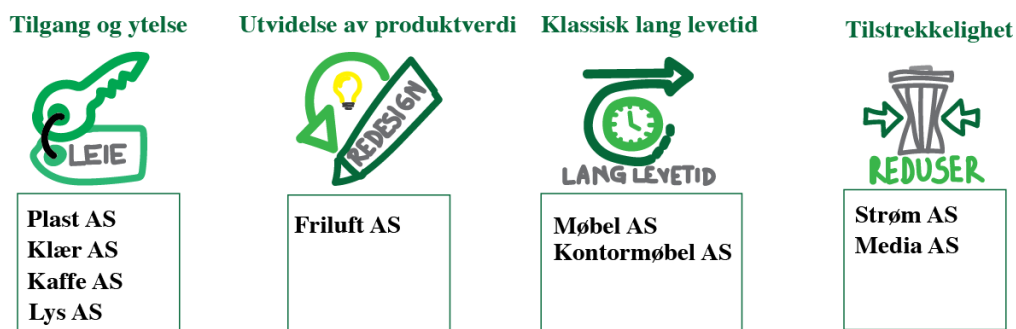 Tilgang og ytelse
LEIE
Plast AS
Klær AS
Kaffe AS
Lys AS
Utvidelse av produktverdi
REDESIGN
Friluft AS
Klassisk lang levetid
LANG LEVETID
Møbel AS
Kontormøbel AS
Tilstrekkelighet
REDUSER
Strøm AS
Media AS